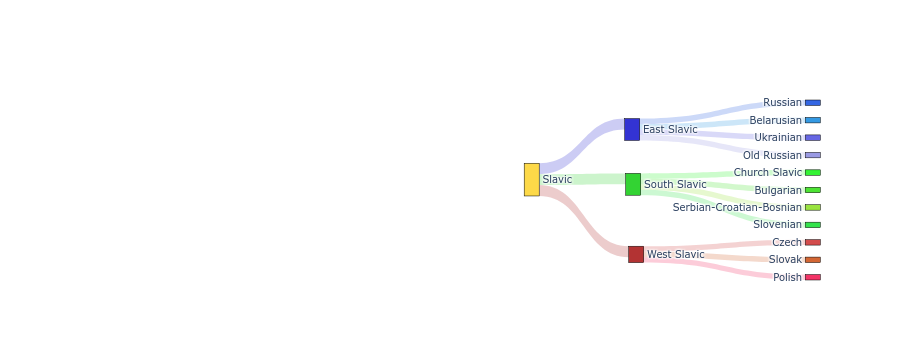 Russian
Belarusian
East Slavic
Ukrainian
Old Russian
Church Slavic
Slavic
South Slavic
Bulgarian
Serbian-Croatian-Bosnian
Slovenian
Czech
West Slavic
Slovak
Polish